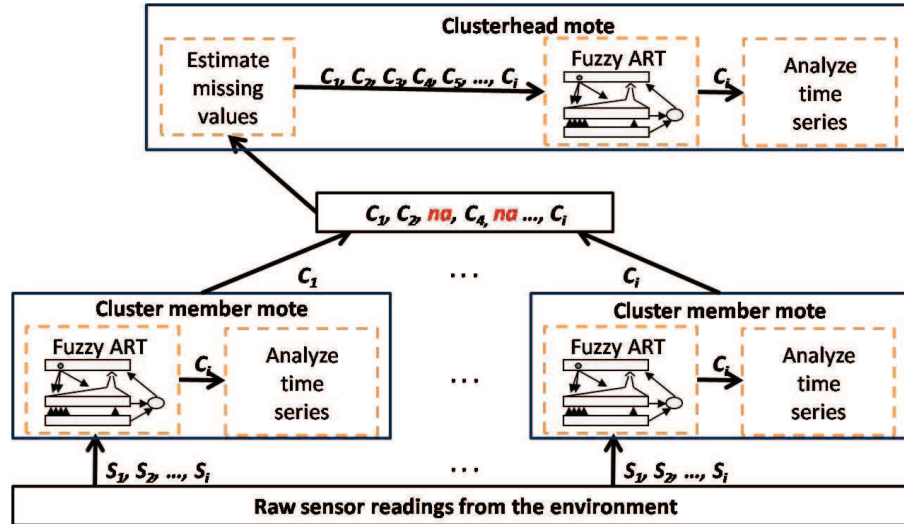 Clusterhead mote
Estimate
missing
values
C1, C2, C3, C4, C5, ..., Ci
Fuzzy ART
Ci
Analyze
time
series
C1, C2, na, C4, na ..., Ci
C1
...
Ci
Cluster member mote
Fuzzy ART
Ci
Analyze
time
series
...
Cluster member mote
Fuzzy ART
Ci
Analyze
time
series
S1, S2, ..., Si
...
S1, S2, ..., Si
Raw sensor readings from the environment